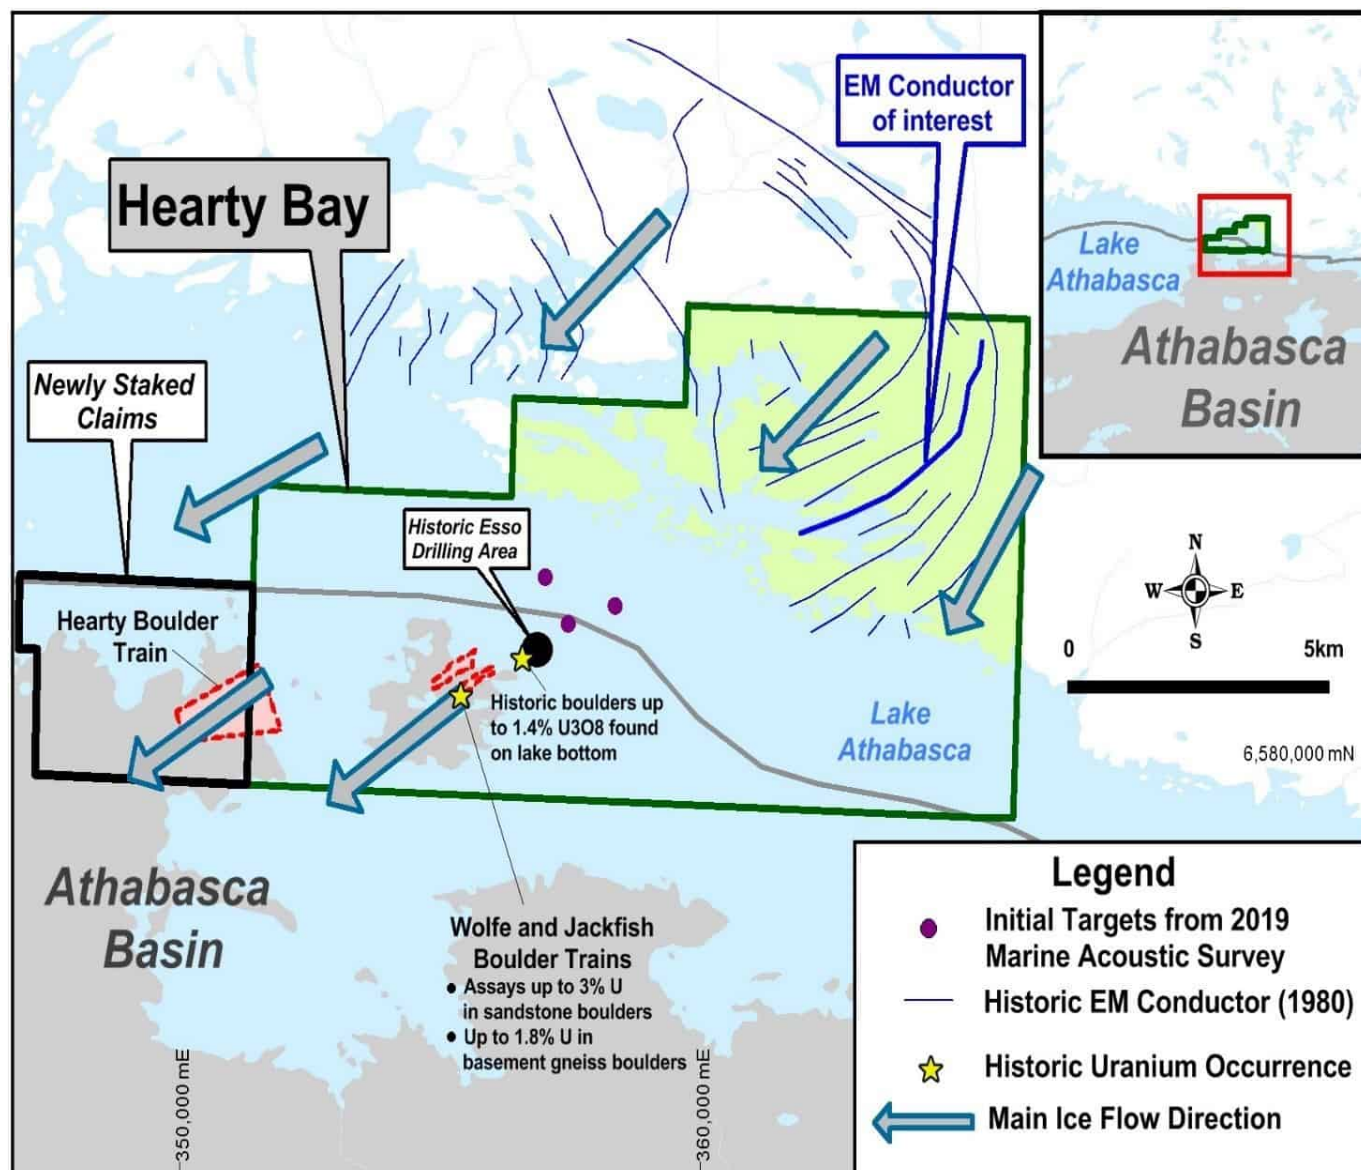 EM Conductor
of interest
Hearty Bay
Lake
Athabasca
Athabasca
Basin
Newly Staked
Claims
Historic Esso
Drilling Area
N
W
E
S
Hearty Boulder
Train
0
5km
Historic boulders up
to 1.4% U3O8 found
on lake bottom
Lake
Athabasca
6,580,000 mN
Athabasca
Basin
Wolfe and Jackfish
Boulder Trains
• Assays up to 3% U
in sandstone boulders
• Up to 1.8% U in
basement gneiss boulders
350,000 mE
360,000 mE
Legend
Initial Targets from 2019
Marine Acoustic Survey
Historic EM Conductor (1980)
Historic Uranium Occurrence
Main Ice Flow Direction